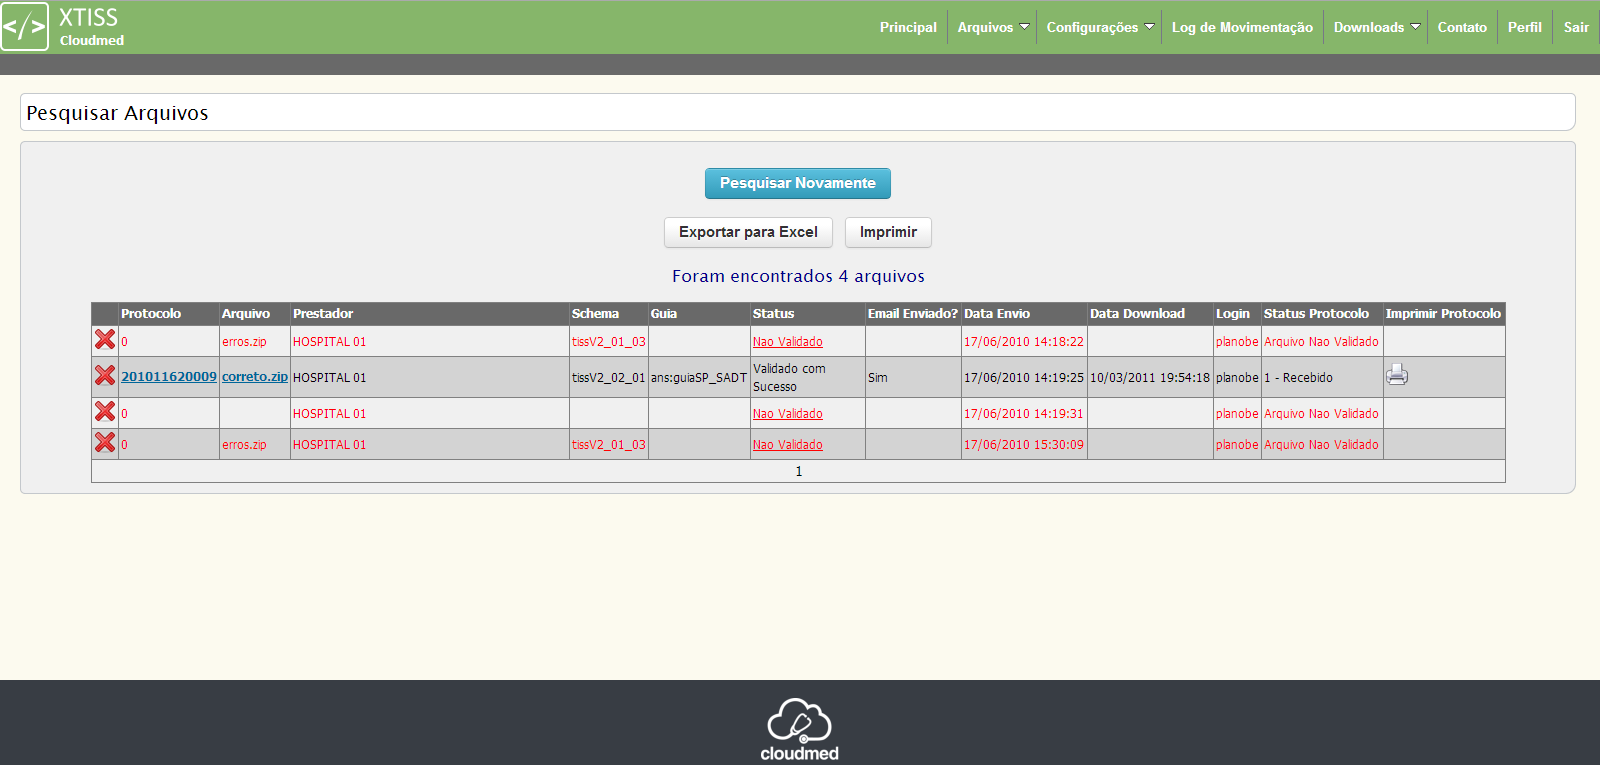 </> XTISS
Cloudmed
Principal Arquivos Configurações Log de Movimentação Downloads Contato Perfil Sair
Pesquisar Arquivos
Pesquisar Novamente
Exportar para Excel Imprimir
Foram encontrados 4 arquivos
Protocolo Arquivo Prestador Schema Guia Status Email Enviado? Data Envio Data Download Login Status Protocolo Imprimir Protocolo
0 erros.zip HOSPITAL 01 tissV2_01_03 Nao Validado 17/06/2010 14:18:22 planobe Arquivo Nao Validado
201011620009 correto.zip HOSPITAL 01 tissV2_02_01 ans:guiaSP_SADT Validado com Sucesso Sim 17/06/2010 14:19:25 10/03/2011 19:54:18 planobe 1 - Recebido
0 HOSPITAL 01 Nao Validado 17/06/2010 14:19:31 planobe Arquivo Nao Validado
0 erros.zip HOSPITAL 01 tissV2_01_03 Nao Validado 17/06/2010 15:30:09 planobe Arquivo Nao Validado
1
cloudmed